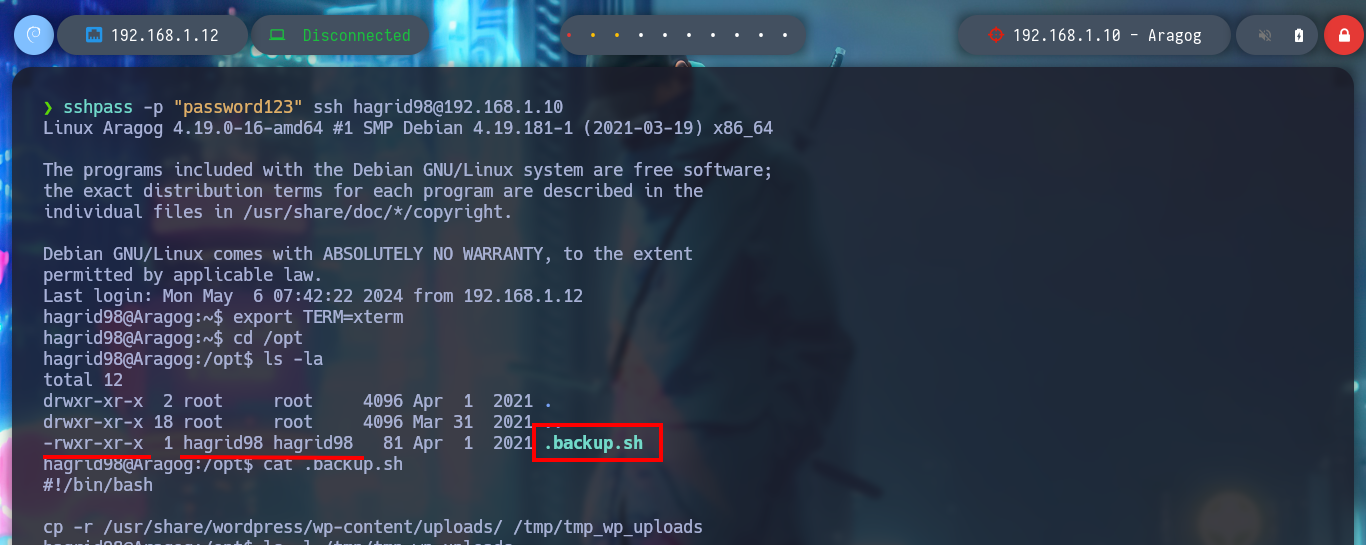 192.168.1.12
Disconnected
192.168.1.10 - Aragog
❯ sshpass -p "password123" ssh hagrid98@192.168.1.10
Linux Aragog 4.19.0-16-amd64 #1 SMP Debian 4.19.181-1 (2021-03-19) x86_64
The programs included with the Debian GNU/Linux system are free software;
the exact distribution terms for each program are described in the
individual files in /usr/share/doc/*/copyright.
Debian GNU/Linux comes with ABSOLUTELY NO WARRANTY, to the extent
permitted by applicable law.
Last login: Mon May  6 07:42:22 2024 from 192.168.1.12
hagrid98@Aragog:~$ export TERM=xterm
hagrid98@Aragog:~$ cd /opt
hagrid98@Aragog:/opt$ ls -la
total 12
drwxr-xr-x  2 root     root     4096 Apr  1  2021 .
drwxr-xr-x 18 root     root     4096 Mar 31  2021 ..
-rwxr-xr-x  1 hagrid98 hagrid98   81 Apr  1  2021 .backup.sh
hagrid98@Aragog:/opt$ cat .backup.sh
#!/bin/bash
cp -r /usr/share/wordpress/wp-content/uploads/ /tmp/tmp_wp_uploads
hagrid98@Aragog:/opt$ ls -l /tmp/tmp_wp_uploads